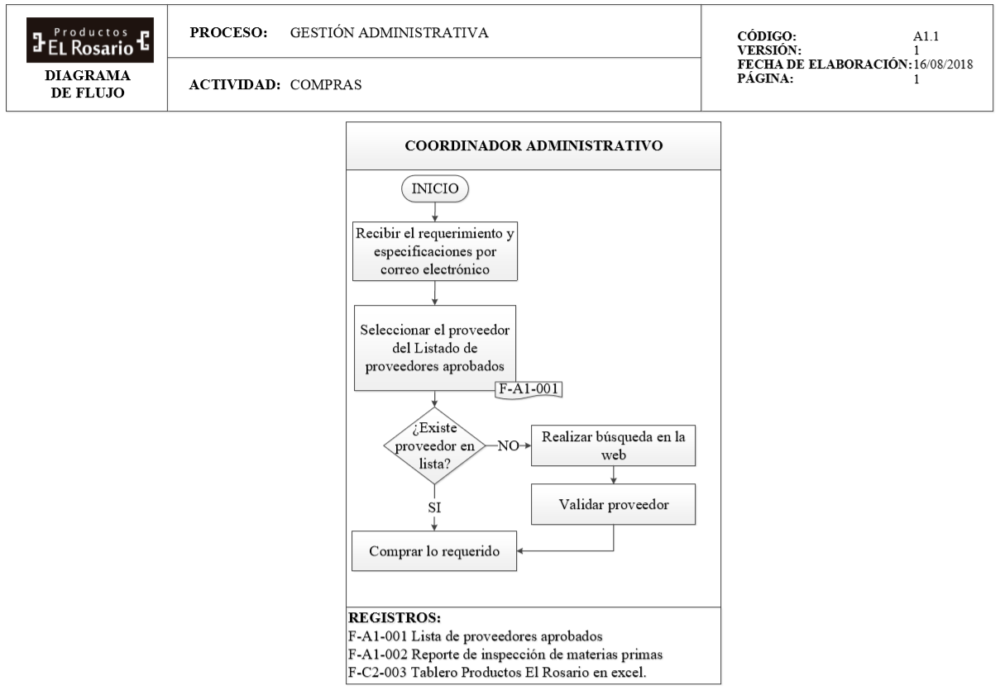 Productos
EL Rosario
DIAGRAMA
DE FLUJO
PROCESO: GESTIÓN ADMINISTRATIVA
ACTIVIDAD: COMPRAS
CÓDIGO: A1.1
VERSIÓN: 1
FECHA DE ELABORACIÓN: 16/08/2018
PÁGINA: 1
COORDINADOR ADMINISTRATIVO
INICIO
Recibir el requerimiento y
especificaciones por
correo electrónico
Seleccionar el proveedor
del Listado de
proveedores aprobados
F-A1-001
¿Existe
proveedor en
lista?
NO
Realizar búsqueda en la
web
Validar proveedor
SI
Comprar lo requerido
REGISTROS:
F-A1-001 Lista de proveedores aprobados
F-A1-002 Reporte de inspección de materias primas
F-C2-003 Tablero Productos El Rosario en excel.